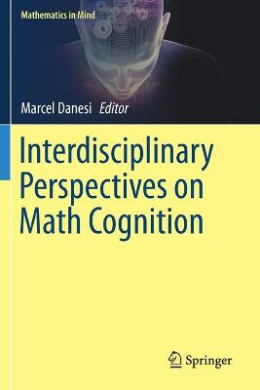 Mathematics in Mind
Marcel Danesi Editor
Interdisciplinary
Perspectives on
Math Cognition
Springer